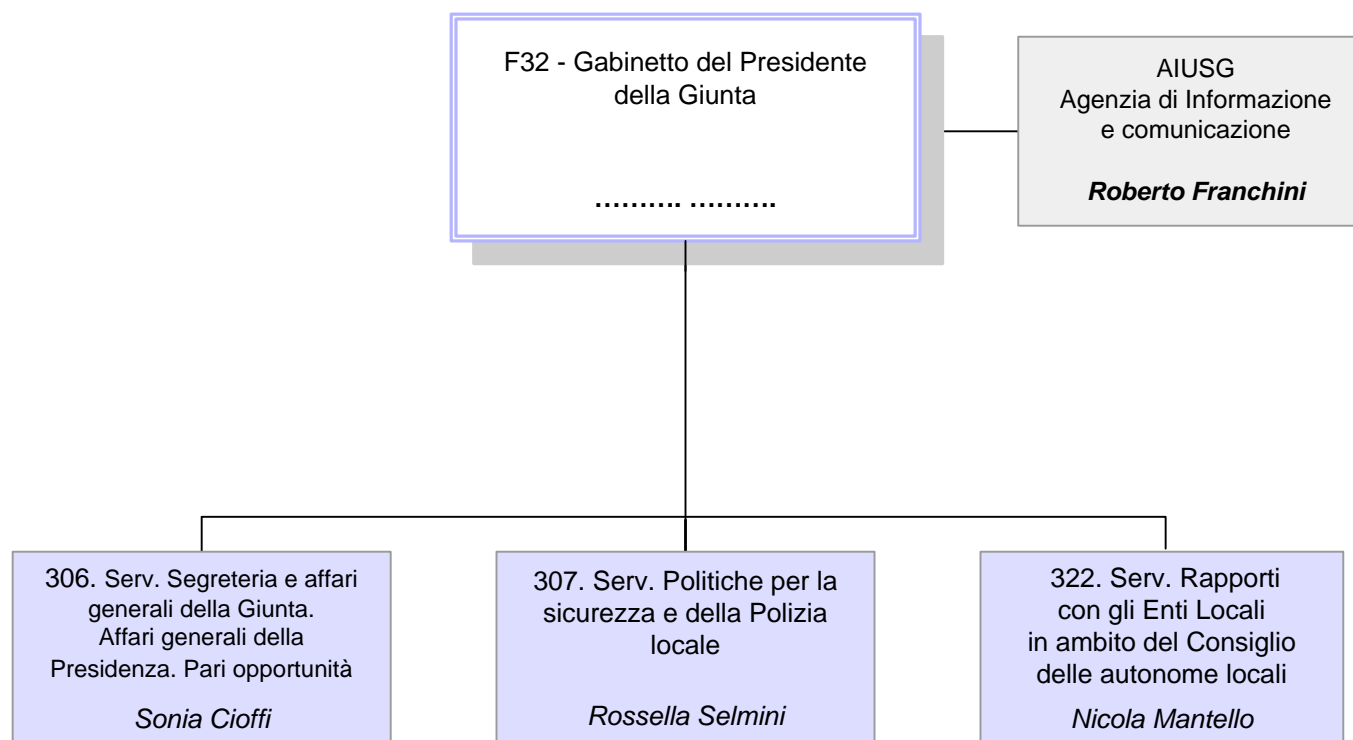 F32 - Gabinetto del Presidente
della Giunta
………. ……….
AIUSG
Agenzia di Informazione
e comunicazione
Roberto Franchini
306. Serv. Segreteria e affari
generali della Giunta.
Affari generali della
Presidenza. Pari opportunità
Sonia Cioffi
307. Serv. Politiche per la
sicurezza e della Polizia
locale
Rossella Selmini
322. Serv. Rapporti
con gli Enti Locali
in ambito del Consiglio
delle autonome locali
Nicola Mantello